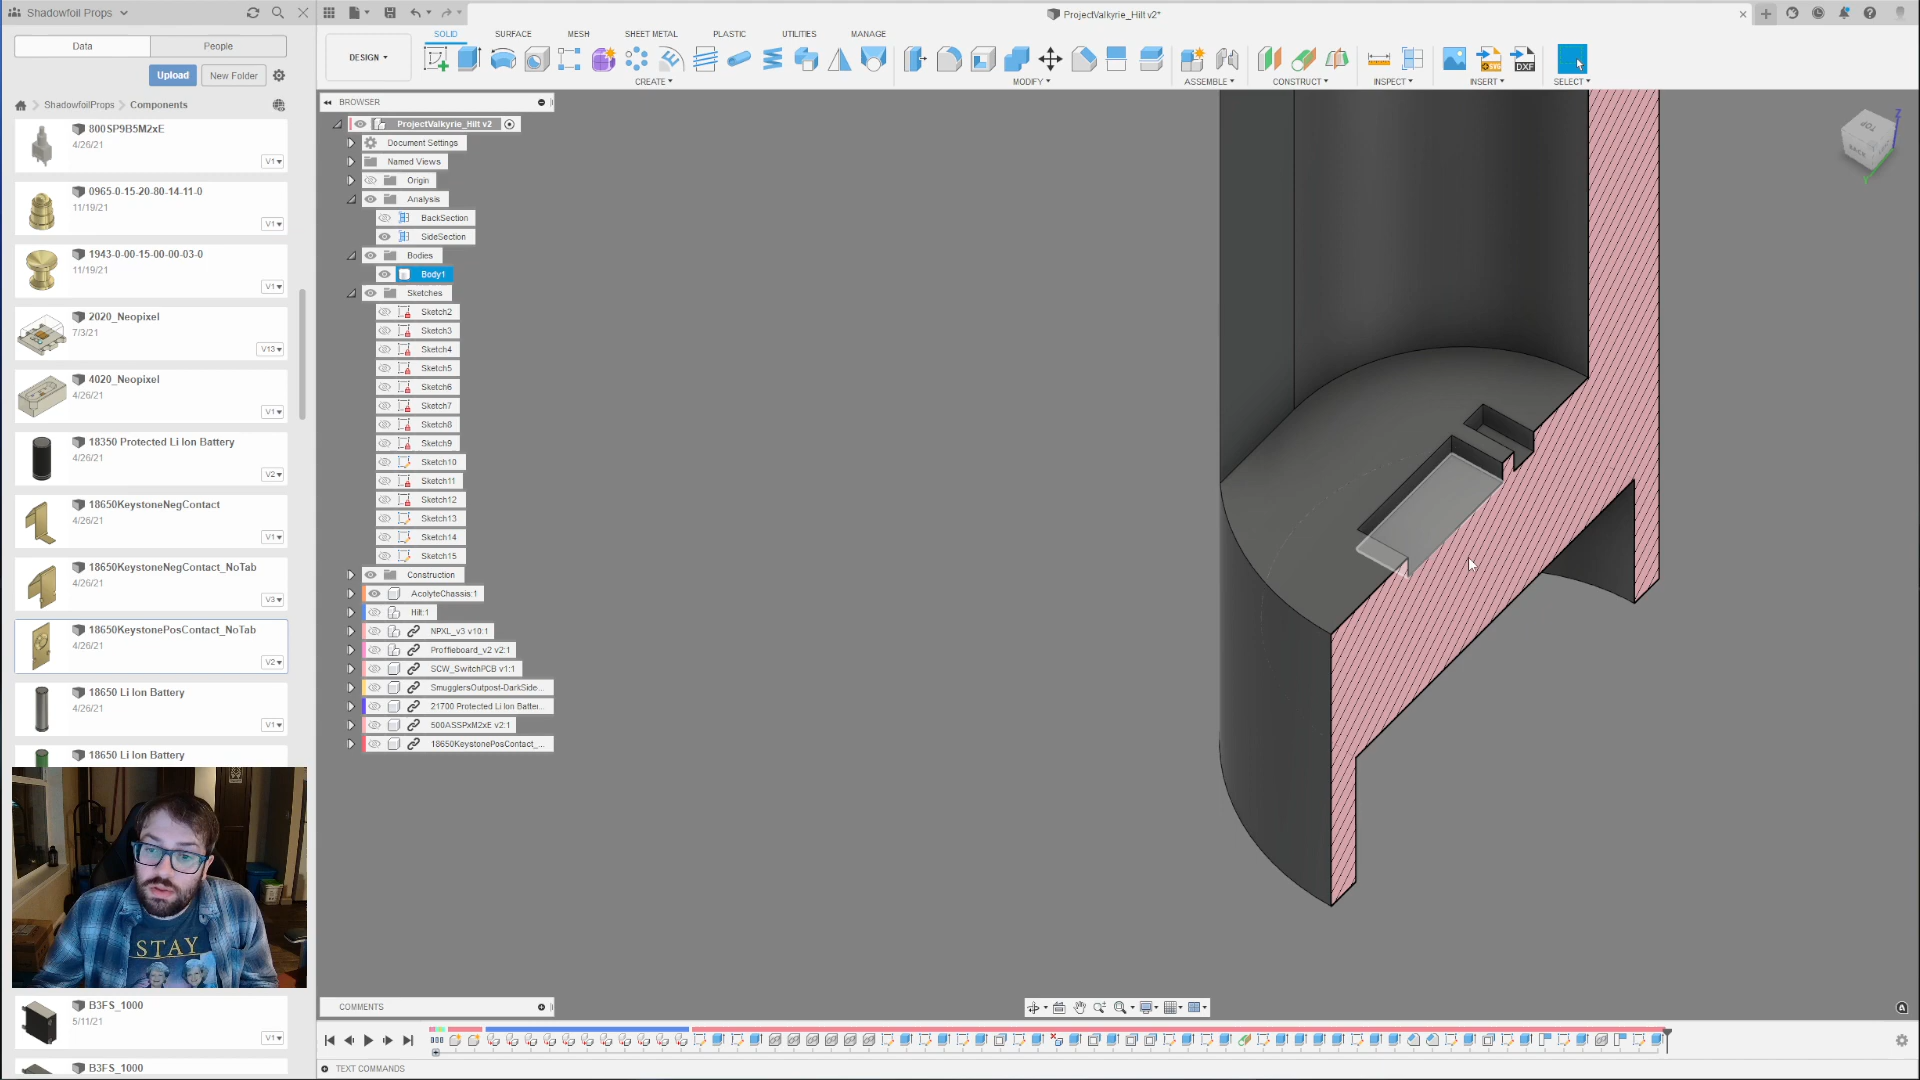 Shadowfoil Props
Data
People
Upload
New Folder
ShadowfoilProps
Components
800SP9B5M2xE
4/26/21
V1
0965-0-15-20-80-14-11-0
11/19/21
V1
1943-0-00-15-00-00-03-0
11/19/21
V1
2020_Neopixel
7/3/21
V13
4020_Neopixel
4/26/21
V1
18350 Protected Li Ion Battery
4/26/21
V2
18650KeystoneNegContact
4/26/21
V1
18650KeystoneNegContact_NoTab
4/26/21
V3
18650KeystonePosContact_NoTab
4/26/21
V2
18650 Li Ion Battery
4/26/21
V1
18650 Li Ion Battery
STAY
B3FS_1000
5/11/21
V1
B3FS_1000
ProjectValkyrie_Hilt v2*
DESIGN
SOLID
SURFACE
MESH
SHEET METAL
PLASTIC
UTILITIES
MANAGE
CREATE
MODIFY
ASSEMBLE
CONSTRUCT
INSPECT
INSERT
SELECT
DXF
BROWSER
ProjectValkyrie_Hilt v2
Document Settings
Named Views
Origin
Analysis
BackSection
SideSection
Bodies
Body1
Sketches
Sketch2
Sketch3
Sketch4
Sketch5
Sketch6
Sketch7
Sketch8
Sketch9
Sketch10
Sketch11
Sketch12
Sketch13
Sketch14
Sketch15
Construction
AcolyteChassis:1
Hilt:1
NPXL_v3 v10:1
Proffieboard_v2 v2:1
SCW_SwitchPCB v1:1
SmugglersOutpost-DarkSide...
21700 Protected Li Ion Batter...
500ASSPxM2xE v2:1
18650KeystonePosContact_...
TOP
BACK
Z
Y
COMMENTS
TEXT COMMANDS